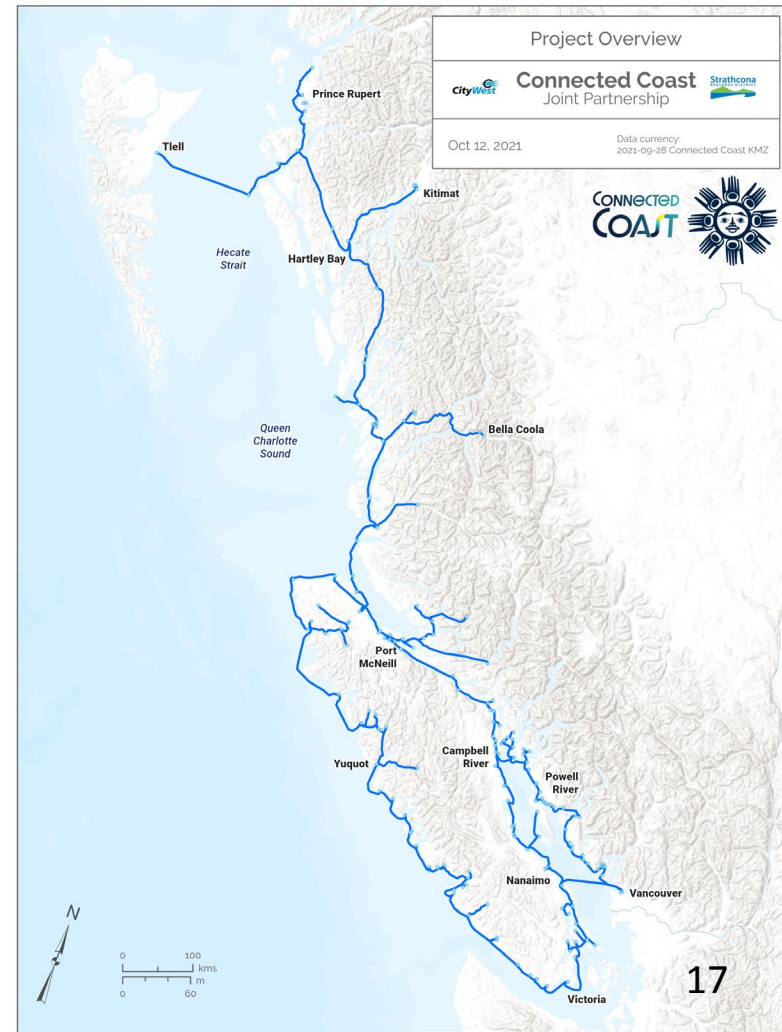 Project Overview
CityWest
Connected Coast
Joint Partnership
Strathcona
REGIONAL DISTRICT
Oct 12, 2021
Data currency:
2021-09-28 Connected Coast KMZ
CONNECTED
COAST
Prince Rupert
Tlell
Kitimat
Hecate
Strait
Hartley Bay
Queen
Charlotte
Sound
Bella Coola
Port
McNeill
Campbell
River
Yuquot
Powell
River
Nanaimo
Vancouver
Victoria
N
0 100
kms
m
0 60
17